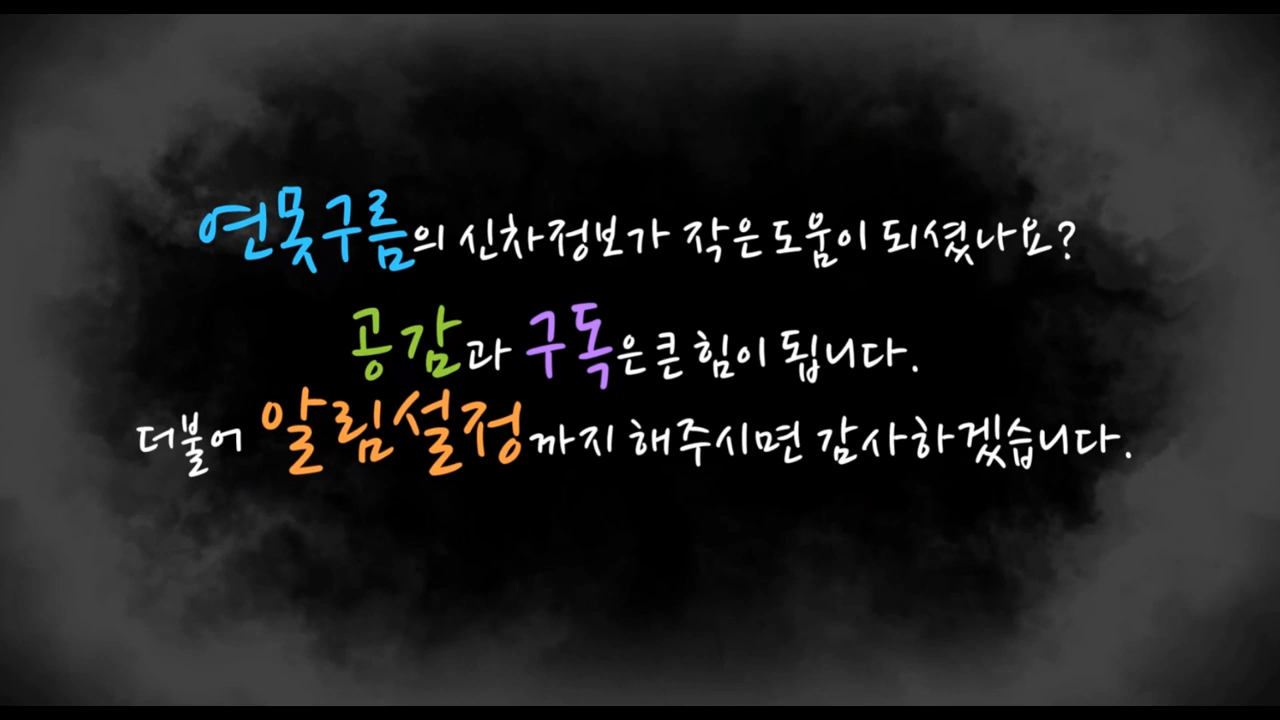 연못구름의 신차정보가 작은 도움이 되셨나요?
공감과 구독은 큰 힘이 됩니다.
더불어 알림설정까지 해주시면 감사하겠습니다.